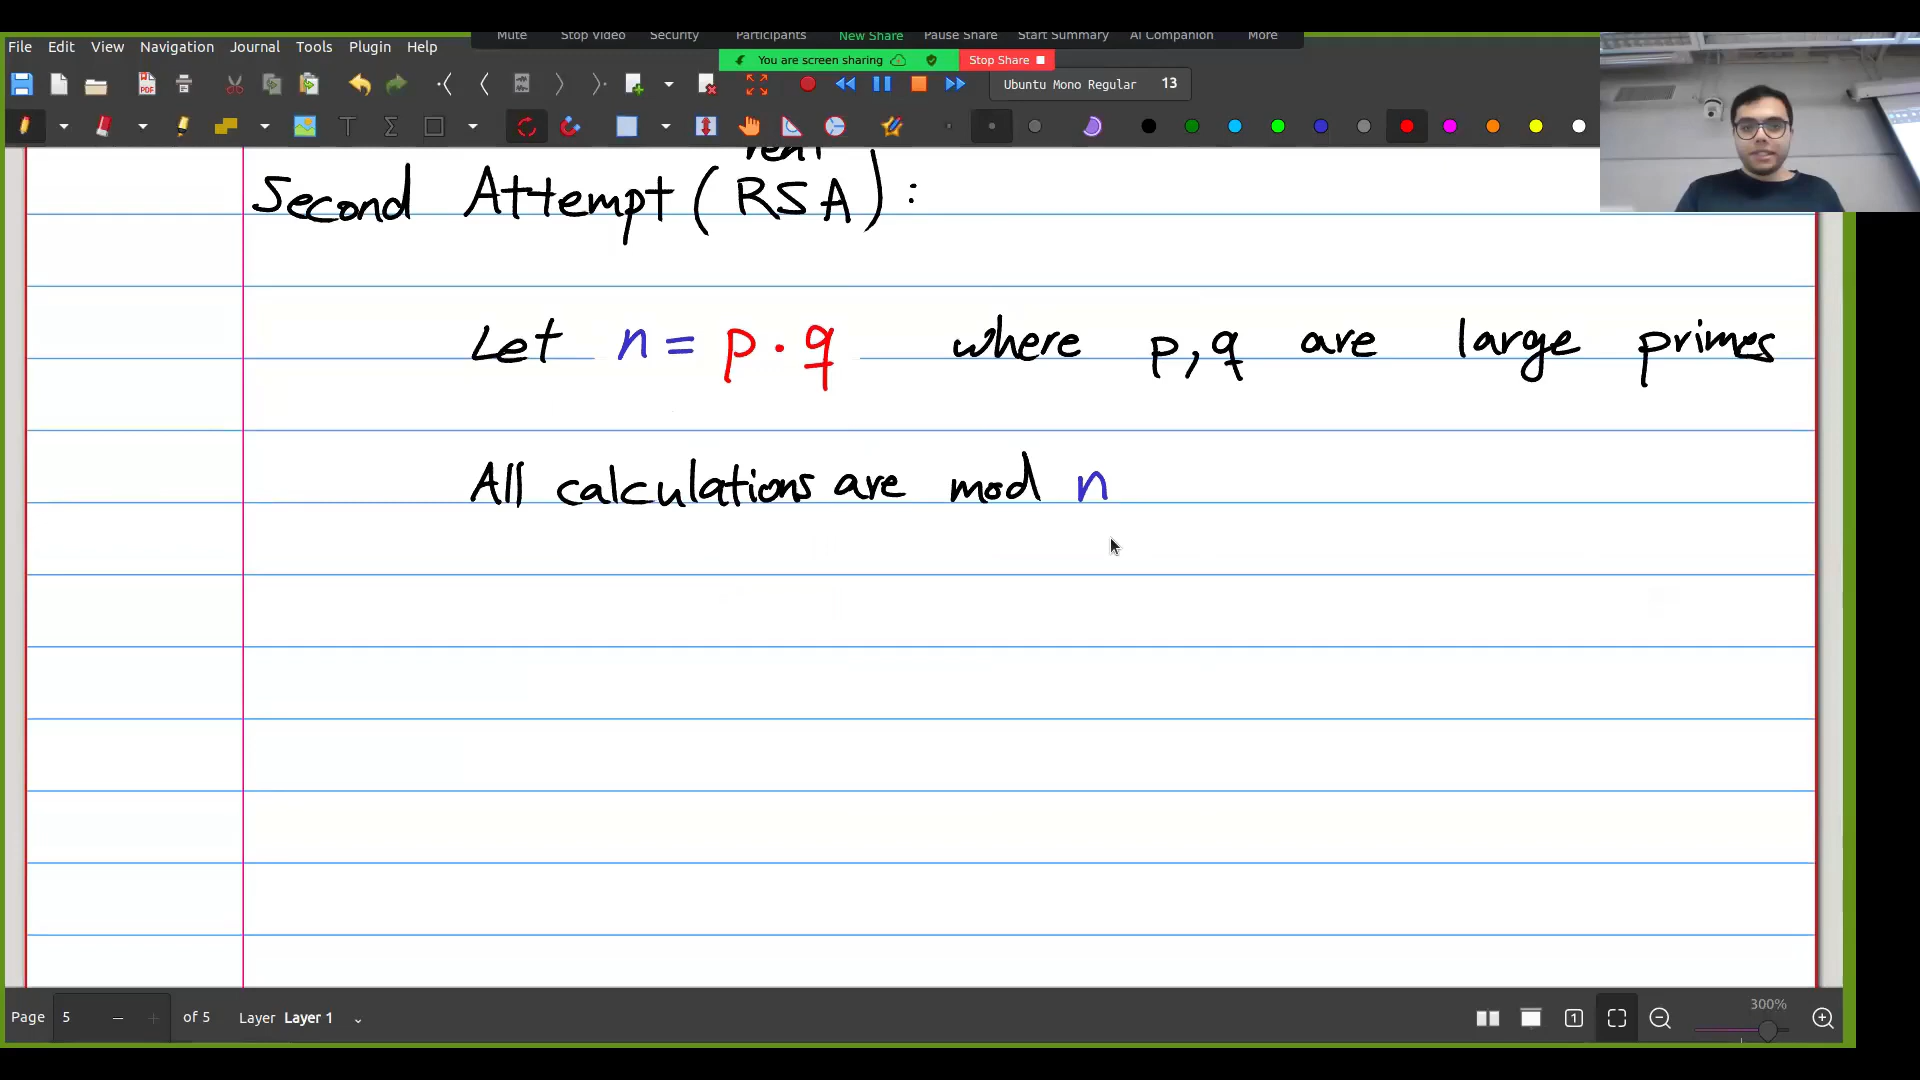 Mute Stop Video Security Participants New Share Pause Share Start Summary AI Companion More
File Edit View Navigation Journal Tools Plugin Help
You are screen sharing Stop Share
PDF Ubuntu Mono Regular 13
real
Second Attempt (RSA):
Let n = p · q where p, q are large primes
All calculations are mod n
Page 5 of 5 Layer Layer 1 300%